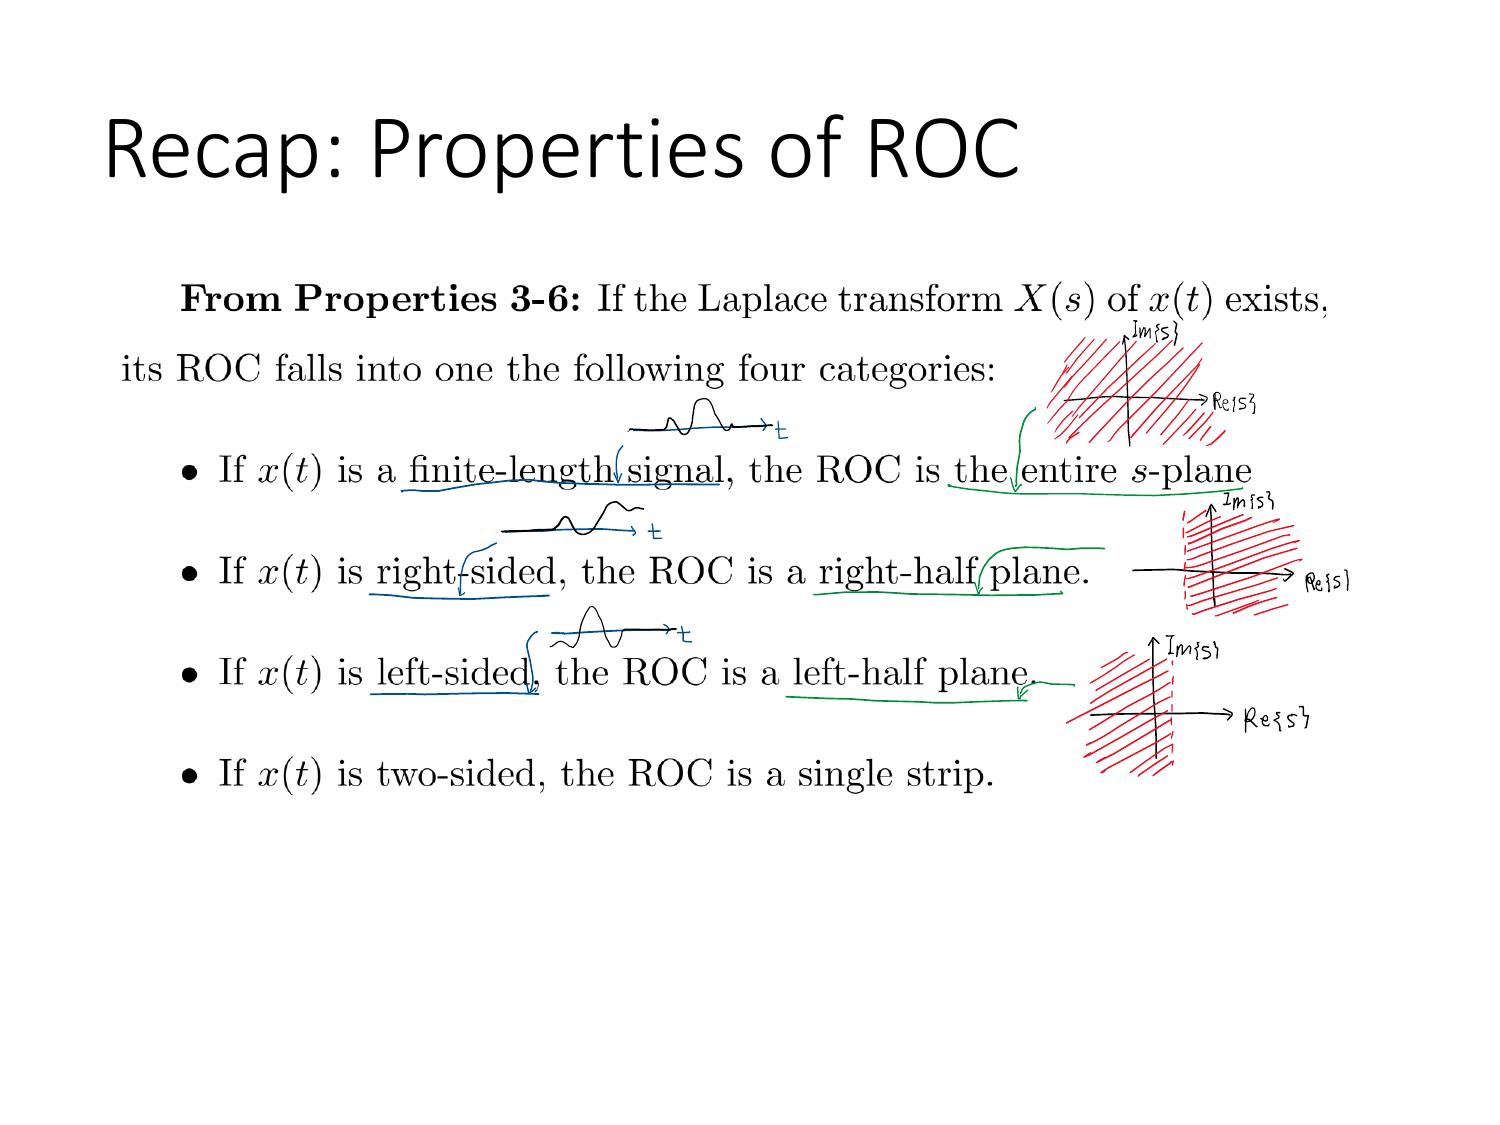 Recap: Properties of ROC
From Properties 3-6: If the Laplace transform X(s) of x(t) exists,
Im{s}
its ROC falls into one the following four categories:
Re{s}
t
• If x(t) is a finite-length signal, the ROC is the entire s-plane
Im{s}
t
• If x(t) is right-sided, the ROC is a right-half plane.
Re{s}
t
Im{s}
• If x(t) is left-sided, the ROC is a left-half plane.
Re{s}
• If x(t) is two-sided, the ROC is a single strip.